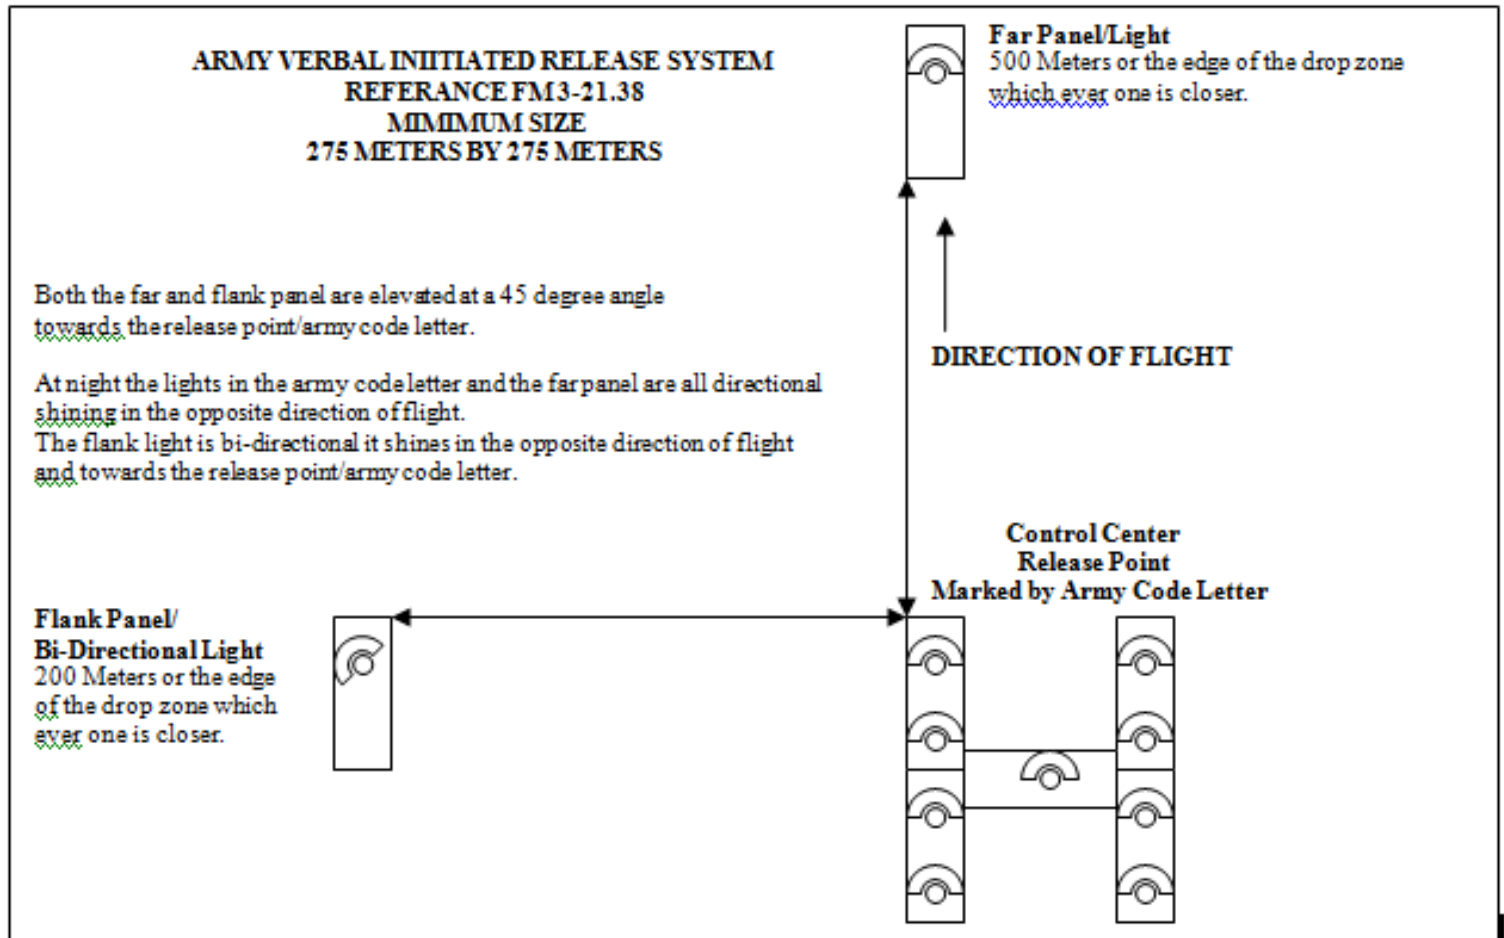 ARMY VERBAL INIITIATED RELEASE SYSTEM
REFERANCE FM 3-21.38
MIMIMUM SIZE
275 METERS BY 275 METERS
Far Panel/Light
500 Meters or the edge of the drop zone
which ever one is closer.
Both the far and flank panel are elevated at a 45 degree angle
towards the release point/army code letter.
DIRECTION OF FLIGHT
At night the lights in the army code letter and the far panel are all directional
shining in the opposite direction of flight.
The flank light is bi-directional it shines in the opposite direction of flight
and towards the release point/army code letter.
Control Center
Release Point
Marked by Army Code Letter
Flank Panel/
Bi-Directional Light
200 Meters or the edge
of the drop zone which
ever one is closer.